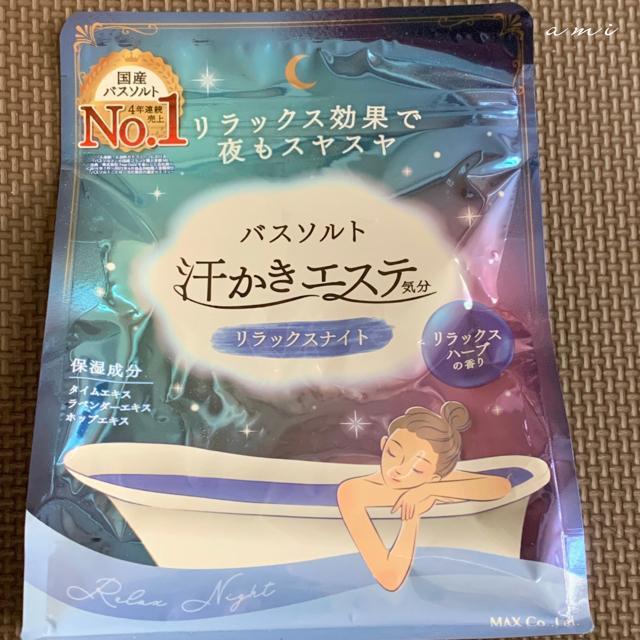 ami
国産
バスソルト
4年連続
売上
No.1
リラックス効果で
夜もスヤスヤ
バスソルト
汗かきエステ気分
リラックスナイト
リラックス
ハーブ
の香り
保湿成分
タイムエキス
ラベンダーエキス
ホップエキス
Relax Night
MAX Co., Ltd.